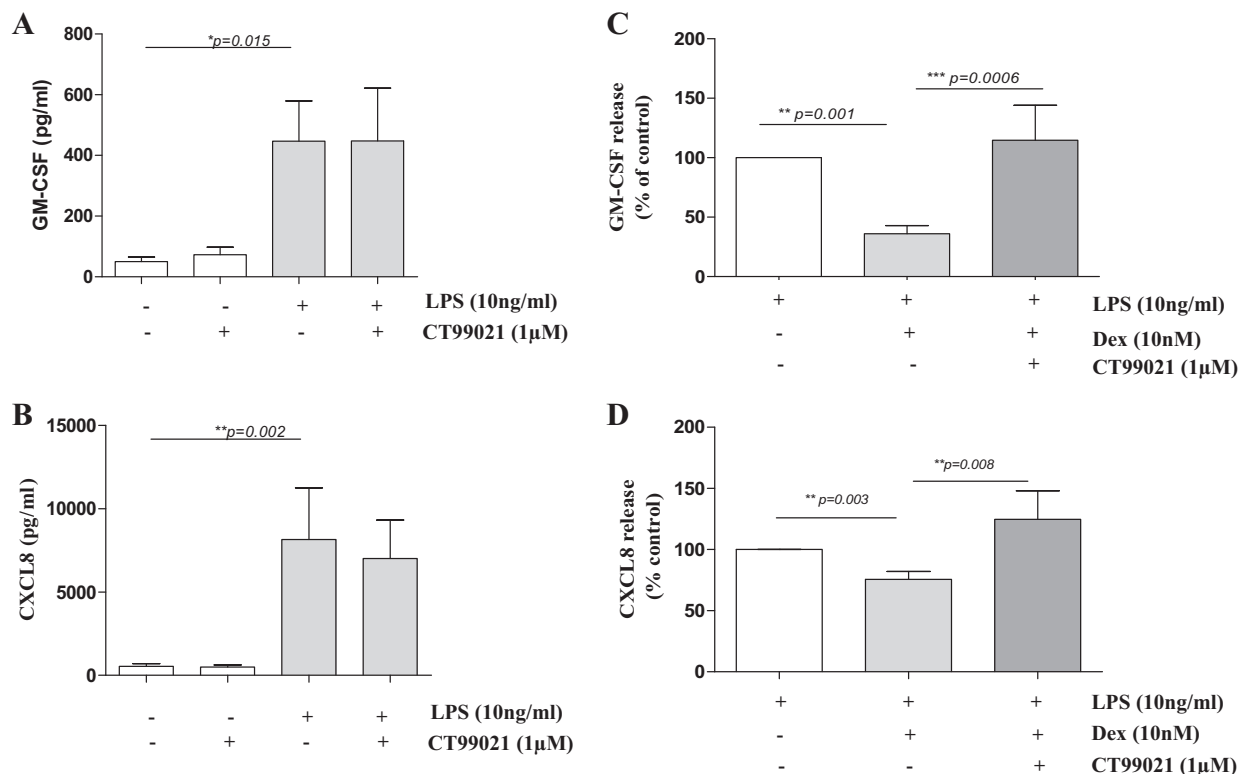 A
*p=0.015
800
600
400
200
0
GM-CSF (pg/ml)
- - + + LPS (10ng/ml)
- + - + CT99021 (1μM)
B
**p=0.002
15000
10000
5000
0
CXCL8 (pg/ml)
- - + + LPS (10ng/ml)
- + - + CT99021 (1μM)
C
200
150
100
50
0
GM-CSF release
(% of control)
** p=0.001
*** p=0.0006
+ + + LPS (10ng/ml)
- + + Dex (10nM)
- - + CT99021 (1μM)
D
200
150
100
50
0
CXCL8 release
(% control)
** p=0.003
**p=0.008
+ + + LPS (10ng/ml)
- + + Dex (10nM)
- - + CT99021 (1μM)